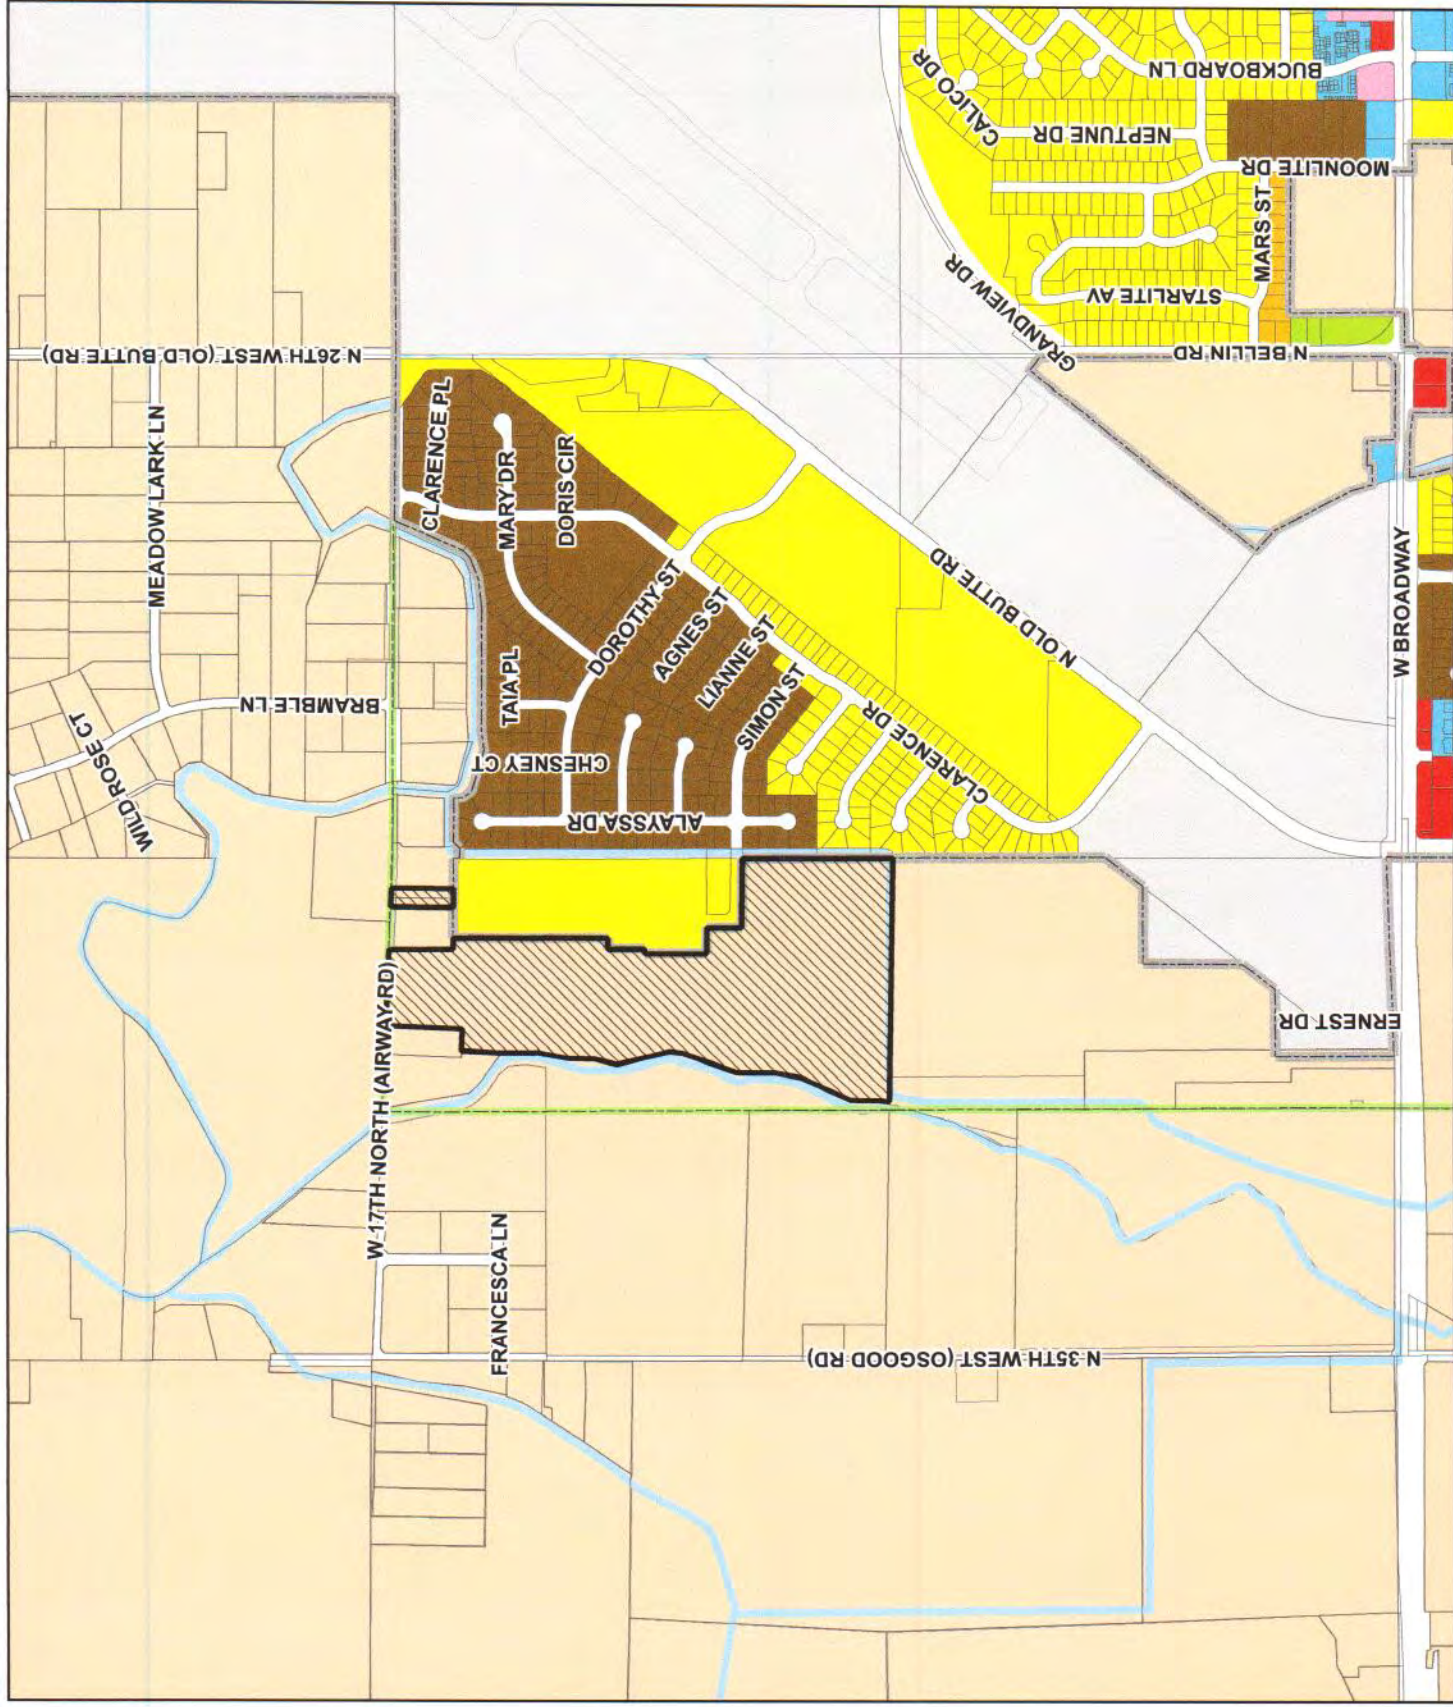 BUCKBOARD LN
CALICO DR
NEPTUNE DR
MOONLITE DR
MARS ST
STARLITE AV
GRANDVIEW DR
N BELLIN RD
N 26TH WEST (OLD BUTTE RD)
MEADOW LARK LN
CLARENCE PL
MARY DR
DORIS CIR
DOROTHY ST
AGNES ST
LIANNE ST
SIMON ST
N OLD BUTTE RD
W BROADWAY
TAIA PL
BRAMBLE LN
WILD ROSE CT
CHESNEY CT
ALAYSSA DR
CLARENCE DR
W 17TH NORTH (AIRWAY RD)
ERNEST DR
FRANCESCA LN
N 35TH WEST (OSGOOD RD)